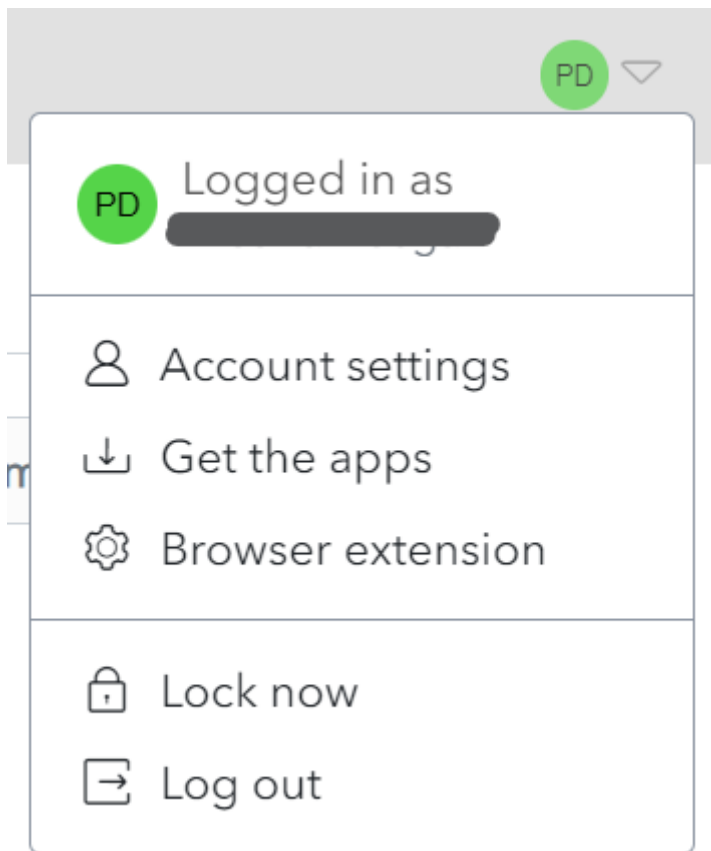 PD
PD
Logged in as
Account settings
Get the apps
Browser extension
Lock now
Log out